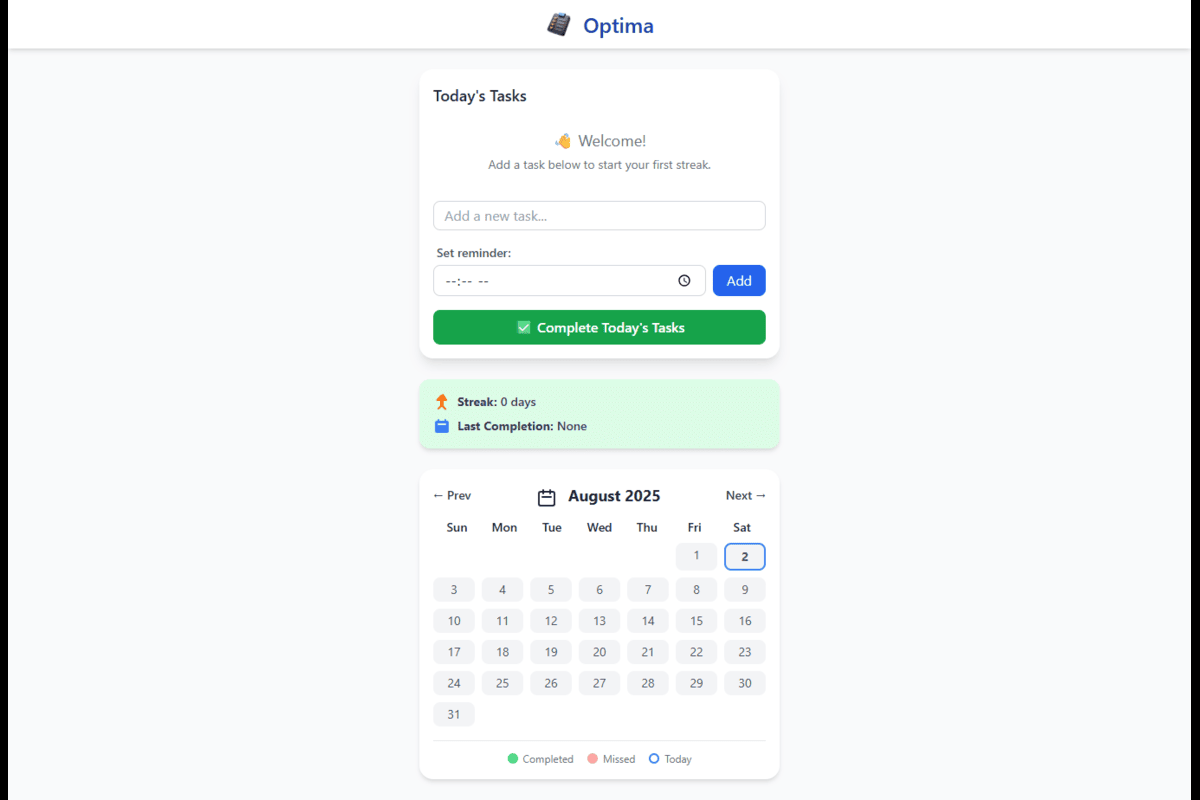 Optima
Today's Tasks
👋 Welcome!
Add a task below to start your first streak.
Add a new task...
Set reminder:
--:-- --
Add
✅ Complete Today's Tasks
Streak: 0 days
Last Completion: None
← Prev August 2025 Next →
Sun Mon Tue Wed Thu Fri Sat
1 2
3 4 5 6 7 8 9
10 11 12 13 14 15 16
17 18 19 20 21 22 23
24 25 26 27 28 29 30
31
Completed Missed Today